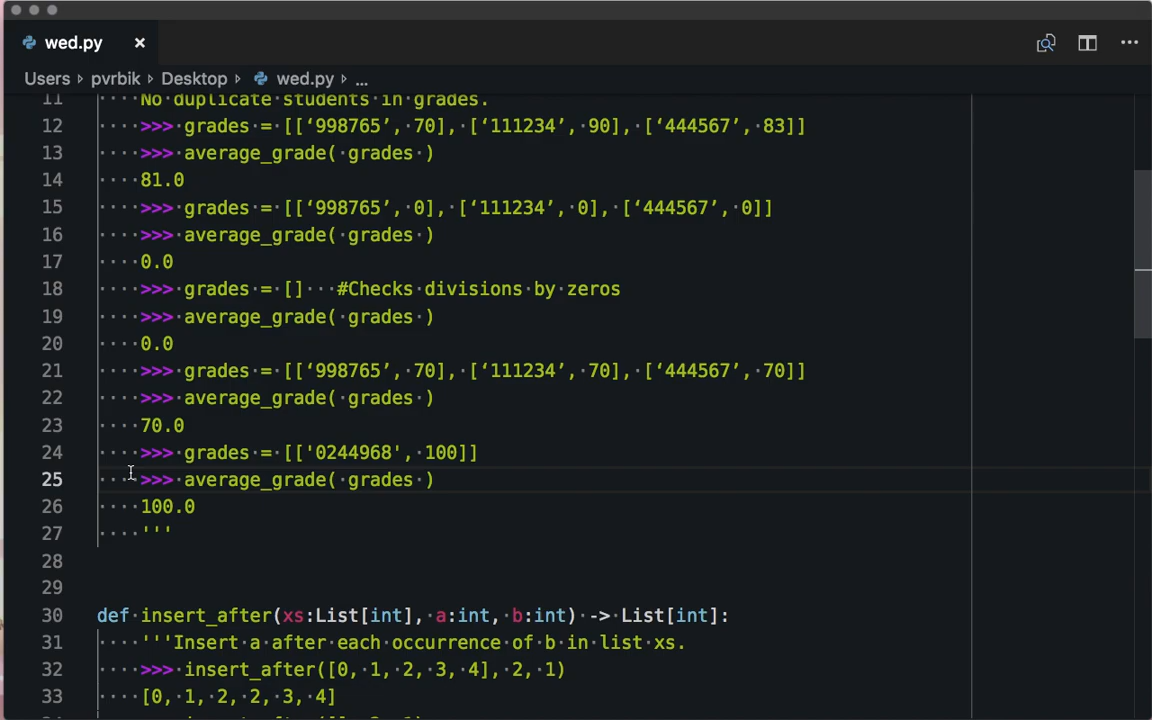 wed.py
Users pvrbik Desktop wed.py ...
11 No duplicate students in grades.
12 >>> grades = [[‘998765’, 70], [‘111234’, 90], [‘444567’, 83]]
13 >>> average_grade( grades )
14 81.0
15 >>> grades = [[‘998765’, 0], [‘111234’, 0], [‘444567’, 0]]
16 >>> average_grade( grades )
17 0.0
18 >>> grades = [] #Checks divisions by zeros
19 >>> average_grade( grades )
20 0.0
21 >>> grades = [[‘998765’, 70], [‘111234’, 70], [‘444567’, 70]]
22 >>> average_grade( grades )
23 70.0
24 >>> grades = [['0244968', 100]]
25 >>> average_grade( grades )
26 100.0
27 '''
28
29
30 def insert_after(xs:List[int], a:int, b:int) -> List[int]:
31 '''Insert a after each occurrence of b in list xs.
32 >>> insert_after([0, 1, 2, 3, 4], 2, 1)
33 [0, 1, 2, 2, 3, 4]